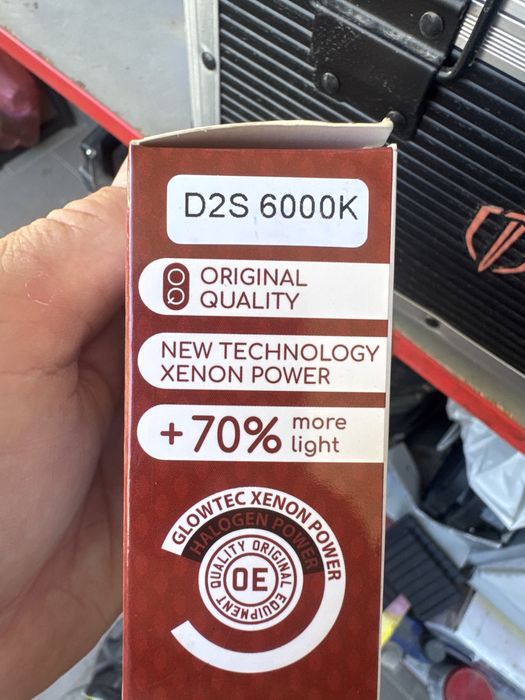 D2S 6000K
OQ
ORIGINAL
QUALITY
NEW TECHNOLOGY
XENON POWER
+70% more
light
GLOWTEC XENON POWER
HALOGEN POWER
QUALITY ORIGINAL
EQUIPMENT
OE